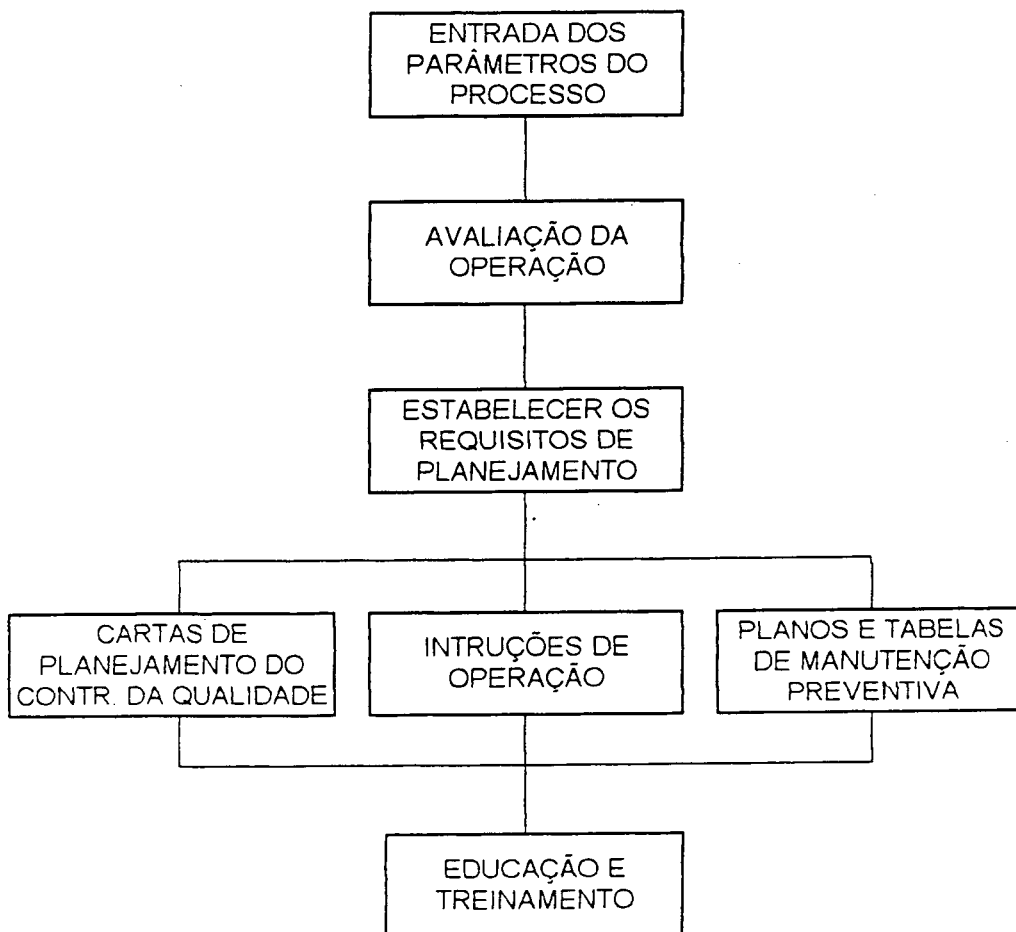 ENTRADA DOS
PARÂMETROS DO
PROCESSO
AVALIAÇÃO DA
OPERAÇÃO
ESTABELECER OS
REQUISITOS DE
PLANEJAMENTO
CARTAS DE
PLANEJAMENTO DO
CONTR. DA QUALIDADE
INTRUÇÕES DE
OPERAÇÃO
PLANOS E TABELAS
DE MANUTENÇÃO
PREVENTIVA
EDUCAÇÃO E
TREINAMENTO